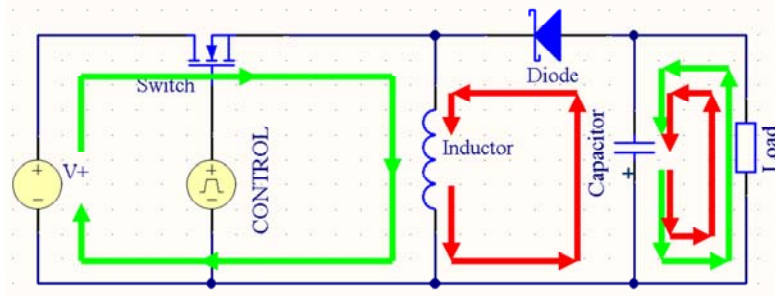 Switch
Diode
V+
CONTROL
Inductor
Capacitor
Load
+
−
+
−
+